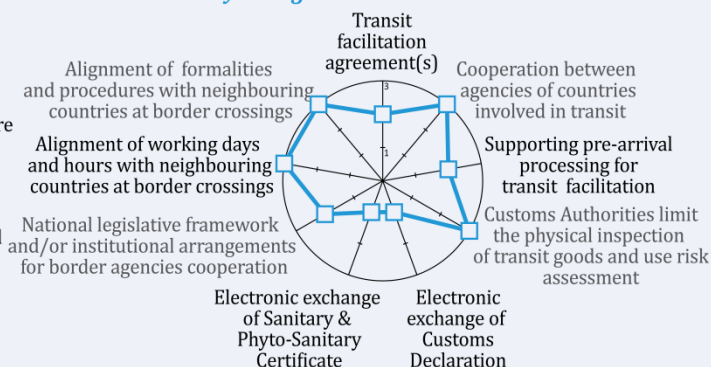 Transit
facilitation
agreement(s)
3
1
Cooperation between
agencies of countries
involved in transit
Supporting pre-arrival
processing for
transit facilitation
Customs Authorities limit
the physical inspection
of transit goods and use risk
assessment
Electronic
exchange of
Customs
Declaration
Electronic exchange
of Sanitary &
Phyto-Sanitary
Certificate
National legislative framework
and/or institutional arrangements
for border agencies cooperation
Alignment of working days
and hours with neighbouring
countries at border crossings
Alignment of formalities
and procedures with neighbouring
countries at border crossings